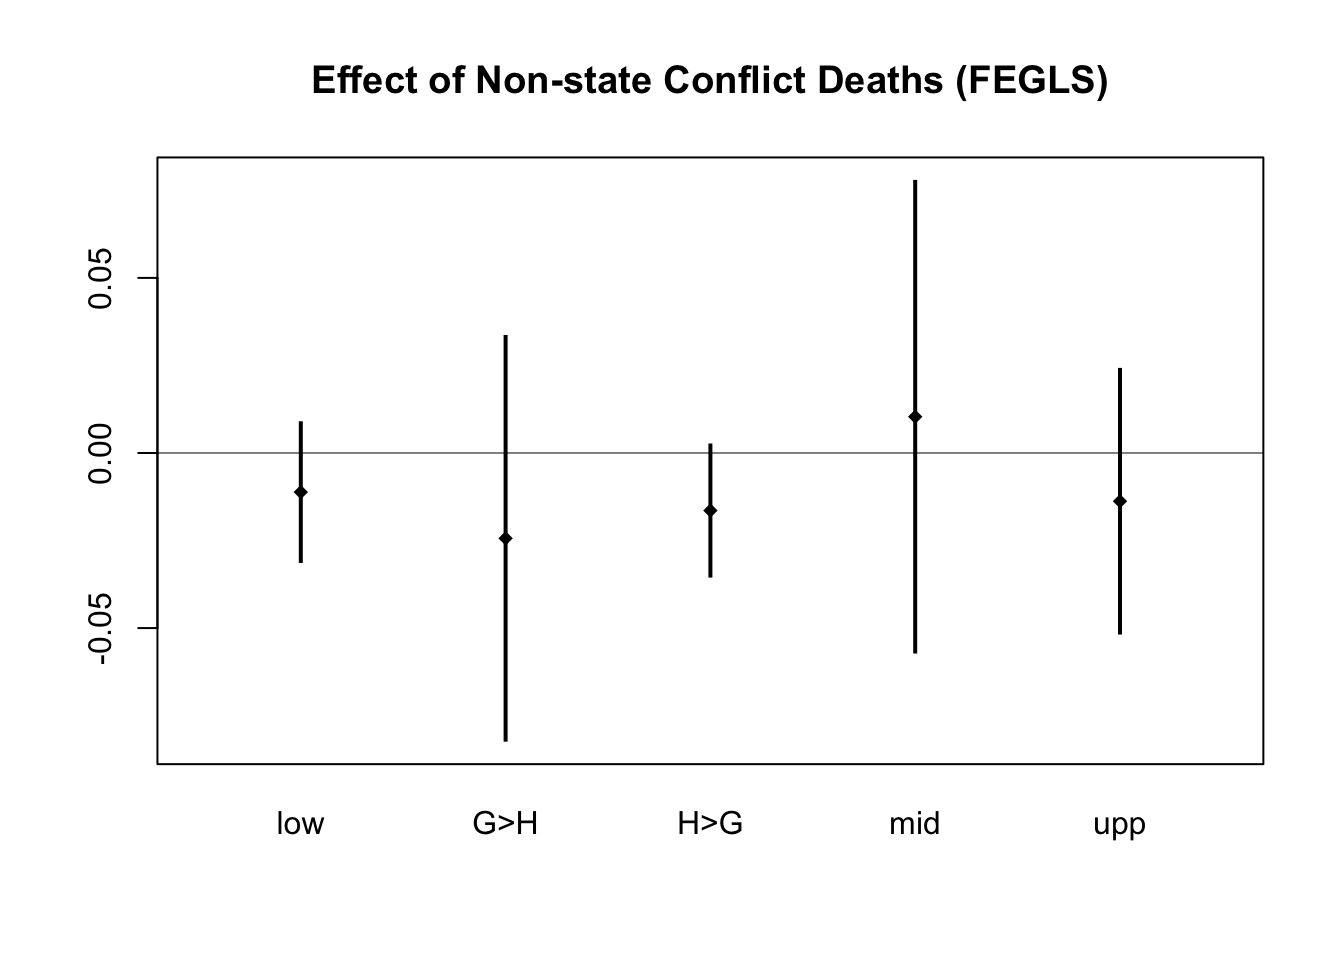 Effect of Non-state Conflict Deaths (FEGLS)
0.05
0.00
-0.05
low G>H H>G mid upp